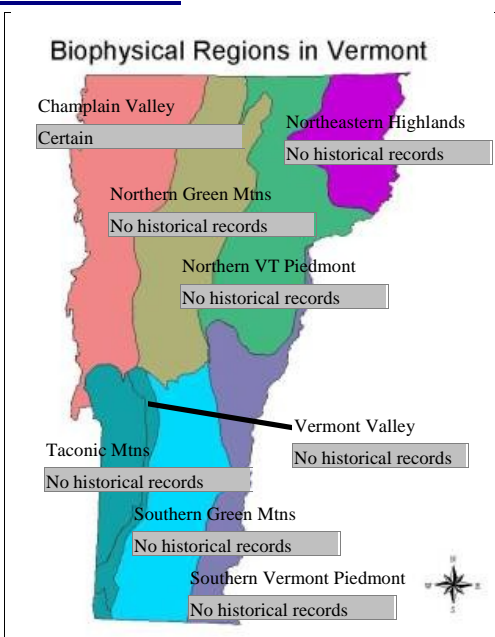 Biophysical Regions in Vermont
Champlain Valley
Certain
Northeastern Highlands
No historical records
Northern Green Mtns
No historical records
Northern VT Piedmont
No historical records
Vermont Valley
No historical records
Taconic Mtns
No historical records
Southern Green Mtns
No historical records
Southern Vermont Piedmont
No historical records